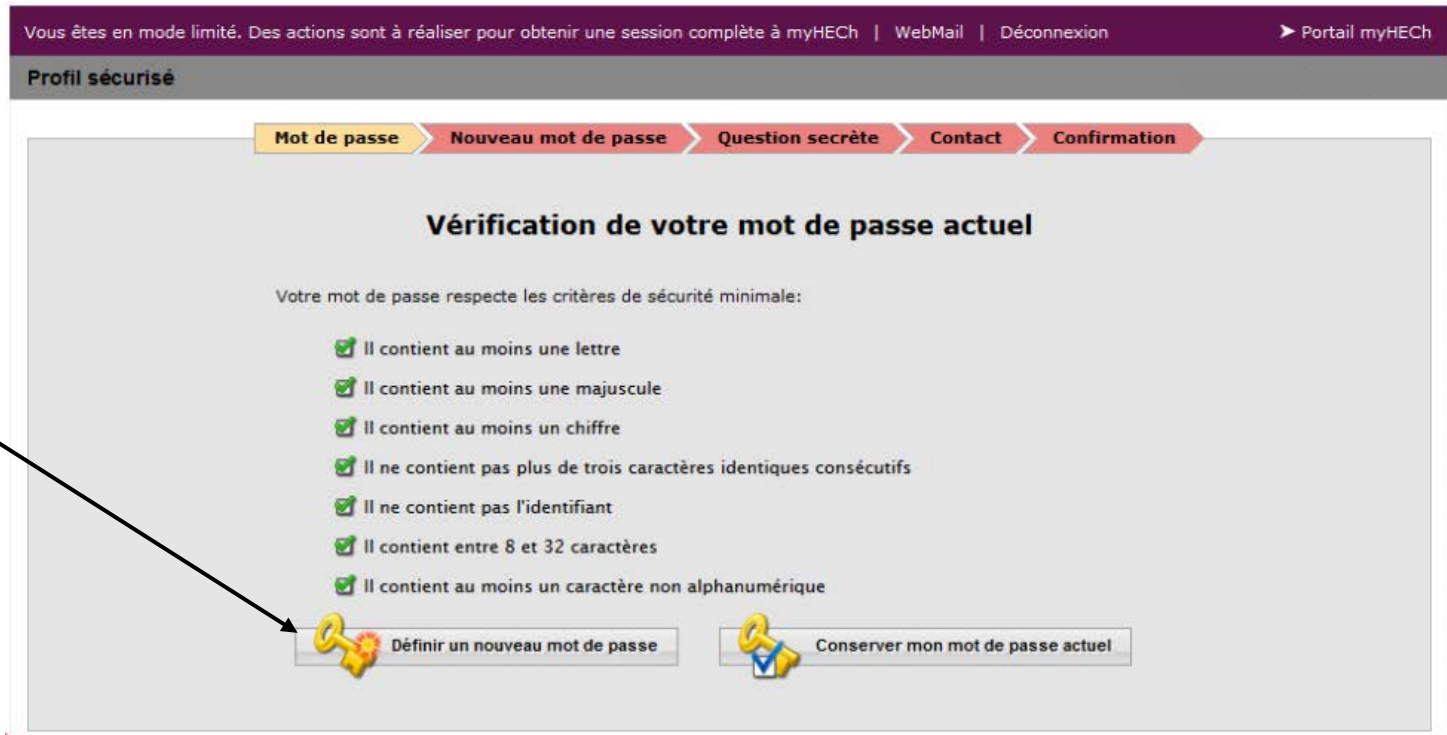 Vous êtes en mode limité. Des actions sont à réaliser pour obtenir une session complète à myHECh | WebMail | Déconnexion ➤ Portail myHECh
Profil sécurisé
Mot de passe Nouveau mot de passe Question secrète Contact Confirmation
Vérification de votre mot de passe actuel
Votre mot de passe respecte les critères de sécurité minimale:
Il contient au moins une lettre
Il contient au moins une majuscule
Il contient au moins un chiffre
Il ne contient pas plus de trois caractères identiques consécutifs
Il ne contient pas l'identifiant
Il contient entre 8 et 32 caractères
Il contient au moins un caractère non alphanumérique
Définir un nouveau mot de passe Conserver mon mot de passe actuel